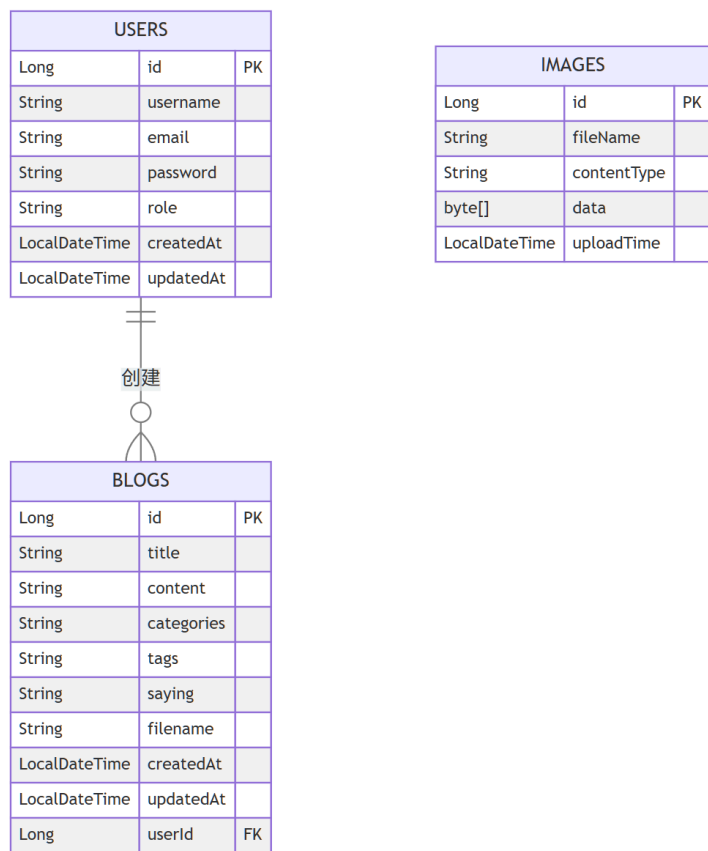 USERS
Long id PK
String username
String email
String password
String role
LocalDateTime createdAt
LocalDateTime updatedAt
创建
BLOGS
Long id PK
String title
String content
String categories
String tags
String saying
String filename
LocalDateTime createdAt
LocalDateTime updatedAt
Long userId FK
IMAGES
Long id PK
String fileName
String contentType
byte[] data
LocalDateTime uploadTime